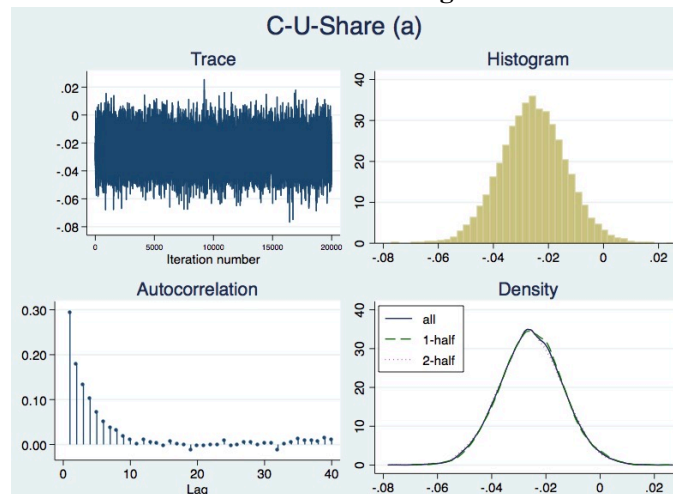 C-U-Share (a)
Trace
.02
0
-.02
-.04
-.06
-.08
0 5000 10000 15000 20000
Iteration number
Histogram
40
30
20
10
0
-.08 -.06 -.04 -.02 0 .02
Autocorrelation
0.30
0.20
0.10
0.00
0 10 20 30 40
Lag
Density
all
1-half
2-half
40
30
20
10
0
-.08 -.06 -.04 -.02 0 .02